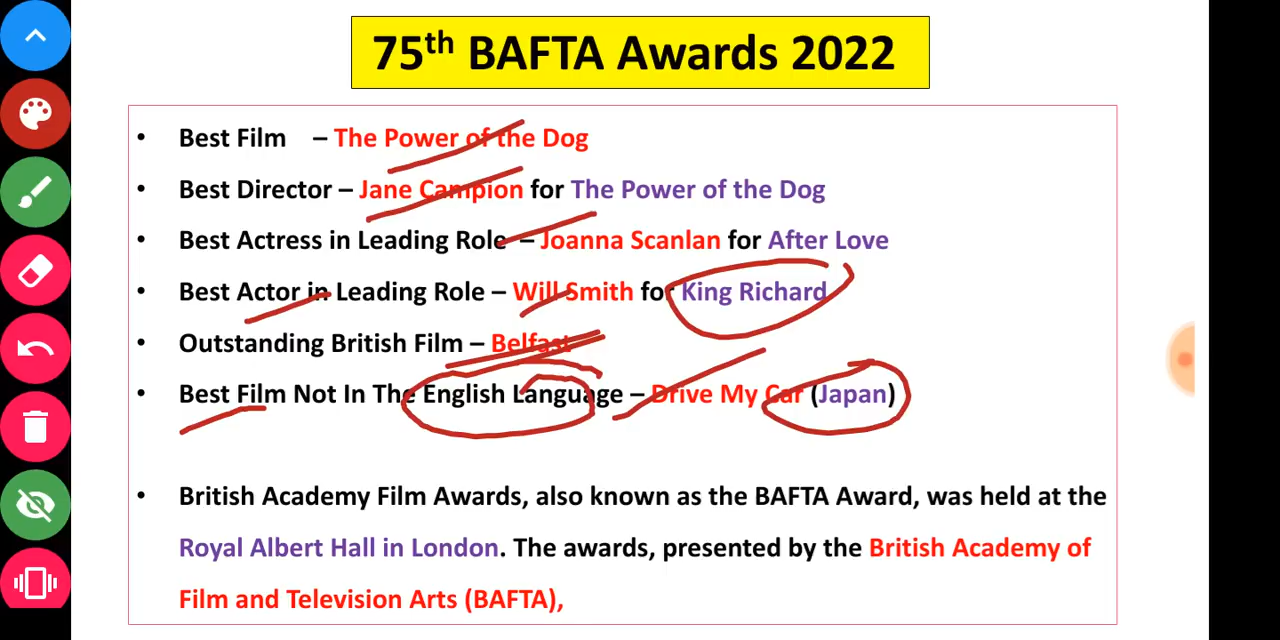 75th BAFTA Awards 2022
• Best Film – The Power of the Dog
• Best Director – Jane Campion for The Power of the Dog
• Best Actress in Leading Role – Joanna Scanlan for After Love
• Best Actor in Leading Role – Will Smith for King Richard
• Outstanding British Film – Belfast
• Best Film Not In The English Language – Drive My Car (Japan)
• British Academy Film Awards, also known as the BAFTA Award, was held at the
Royal Albert Hall in London. The awards, presented by the British Academy of
Film and Television Arts (BAFTA),